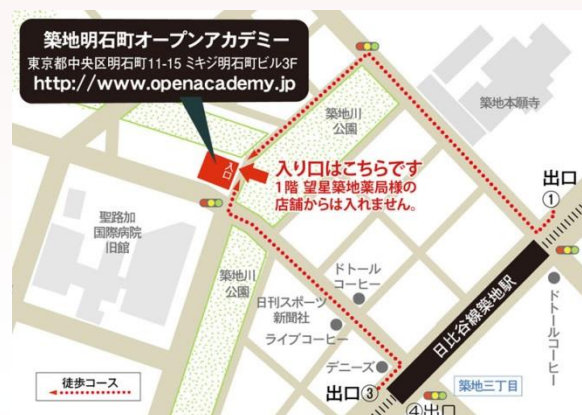 築地明石町オープンアカデミー
東京都中央区明石町11-15 ミキジ明石町ビル3F
http://www.openacademy.jp
築地川
公園
築地本願寺
入口
入り口はこちらです
1階 望星築地薬局様の
店舗からは入れません。
出口
①
聖路加
国際病院
旧館
築地川
公園
ドトール
コーヒー
日刊スポーツ
新聞社
ライブコーヒー
デニーズ
日比谷線築地駅
ドトールコーヒー
徒歩コース
出口③
築地三丁目
④出口